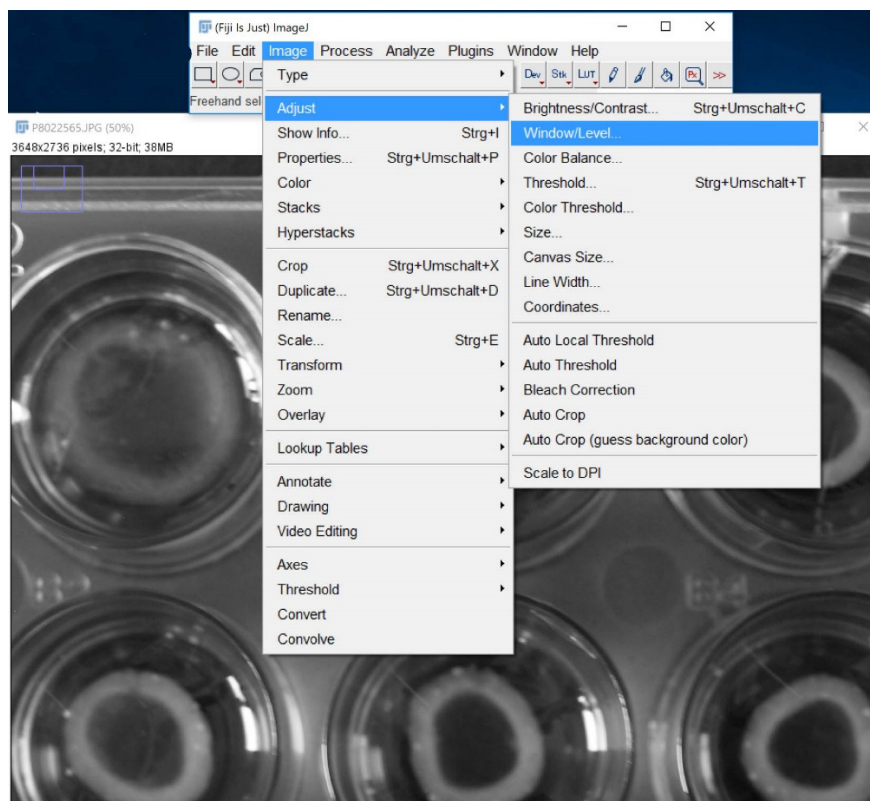 (Fiji Is Just) ImageJ
File Edit Image Process Analyze Plugins Window Help
Dev Stk LUT Px >>
Freehand sel
P8022565.JPG (50%)
3648x2736 pixels; 32-bit; 38MB
Type
Adjust
Show Info... Strg+I
Properties... Strg+Umschalt+P
Color
Stacks
Hyperstacks
Crop Strg+Umschalt+X
Duplicate... Strg+Umschalt+D
Rename...
Scale... Strg+E
Transform
Zoom
Overlay
Lookup Tables
Annotate
Drawing
Video Editing
Axes
Threshold
Convert
Convolve
Brightness/Contrast... Strg+Umschalt+C
Window/Level...
Color Balance...
Threshold... Strg+Umschalt+T
Color Threshold...
Size...
Canvas Size...
Line Width...
Coordinates...
Auto Local Threshold
Auto Threshold
Bleach Correction
Auto Crop
Auto Crop (guess background color)
Scale to DPI